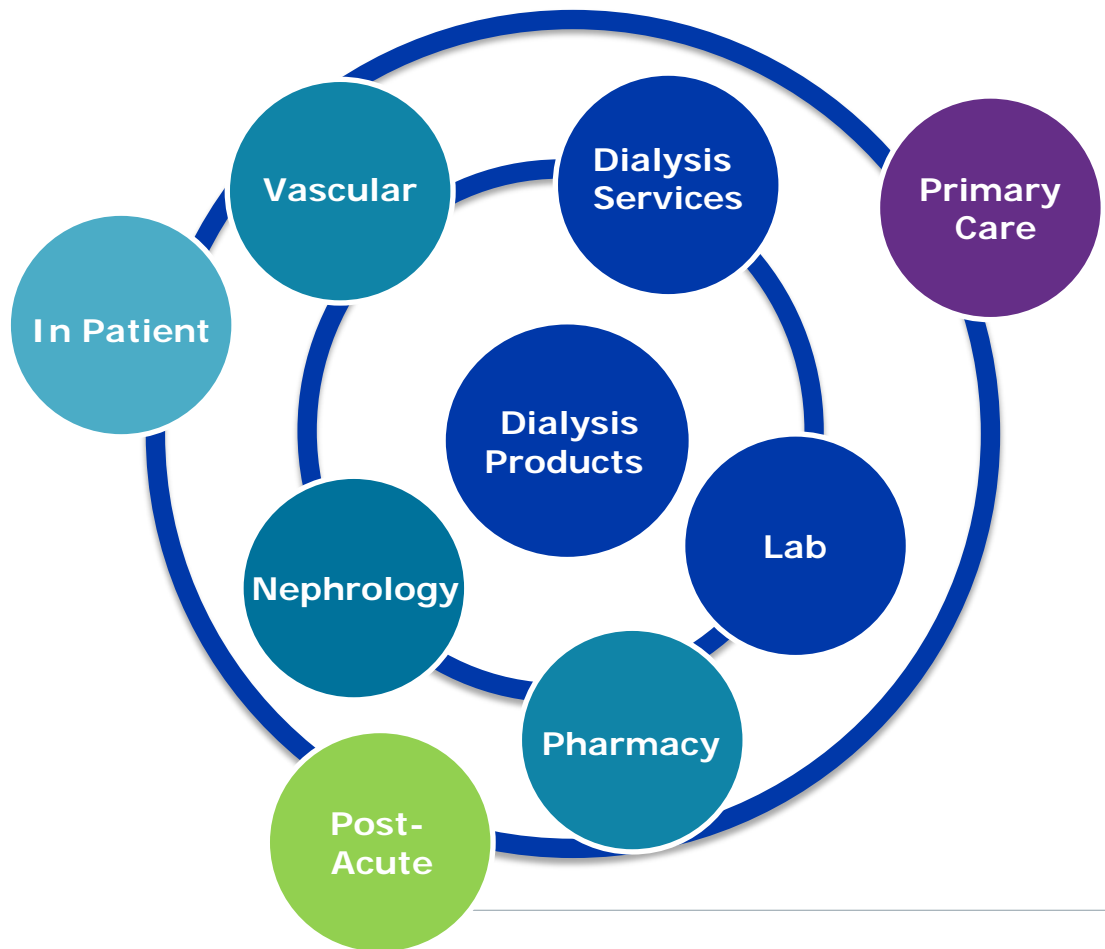 Dialysis
Services
Vascular
Primary
Care
In Patient
Dialysis
Products
Lab
Nephrology
Pharmacy
Post-
Acute